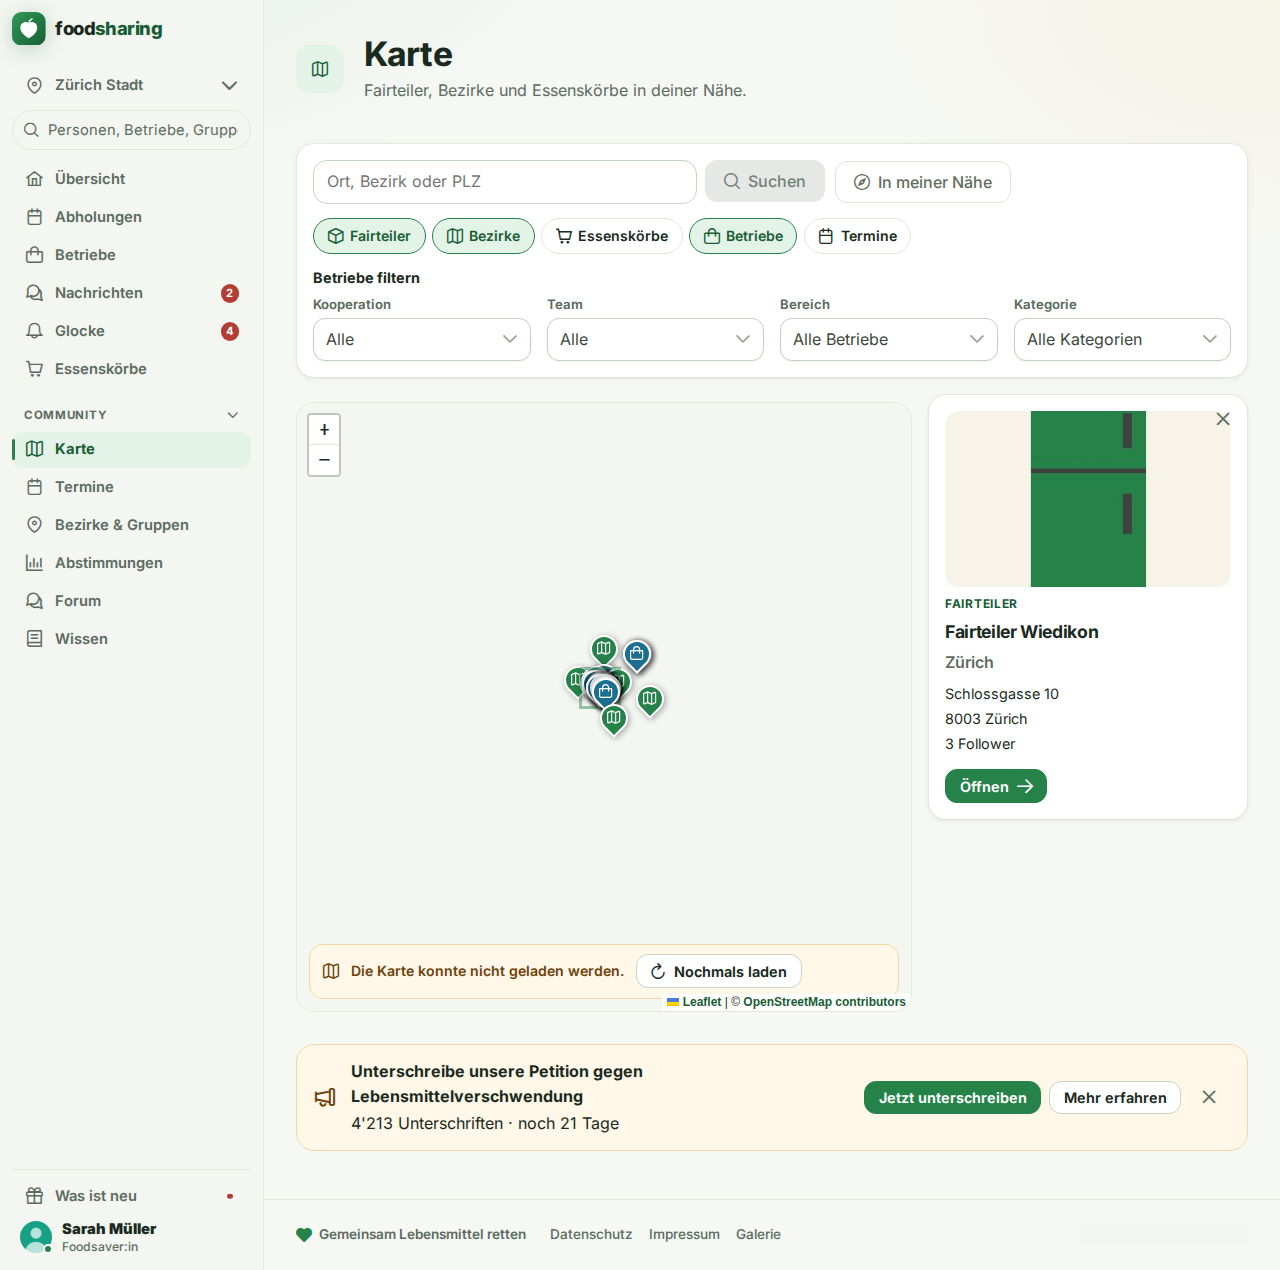 foodsharing
Zürich Stadt
Personen, Betriebe, Grupp
Übersicht
Abholungen
Betriebe
Nachrichten 2
Glocke 4
Essenskörbe
COMMUNITY
Karte
Termine
Bezirke & Gruppen
Abstimmungen
Forum
Wissen
Was ist neu
Sarah Müller
Foodsaver:in
Karte
Fairteiler, Bezirke und Essenskörbe in deiner Nähe.
Ort, Bezirk oder PLZ Suchen In meiner Nähe
Fairteiler Bezirke Essenskörbe Betriebe Termine
Betriebe filtern
Kooperation Team Bereich Kategorie
Alle Alle Alle Betriebe Alle Kategorien
+
−
Die Karte konnte nicht geladen werden. Nochmals laden
Leaflet | © OpenStreetMap contributors
FAIRTEILER
Fairteiler Wiedikon
Zürich
Schlossgasse 10
8003 Zürich
3 Follower
Öffnen
Unterschreibe unsere Petition gegen
Lebensmittelverschwendung
4'213 Unterschriften · noch 21 Tage
Jetzt unterschreiben Mehr erfahren
Gemeinsam Lebensmittel retten Datenschutz Impressum Galerie